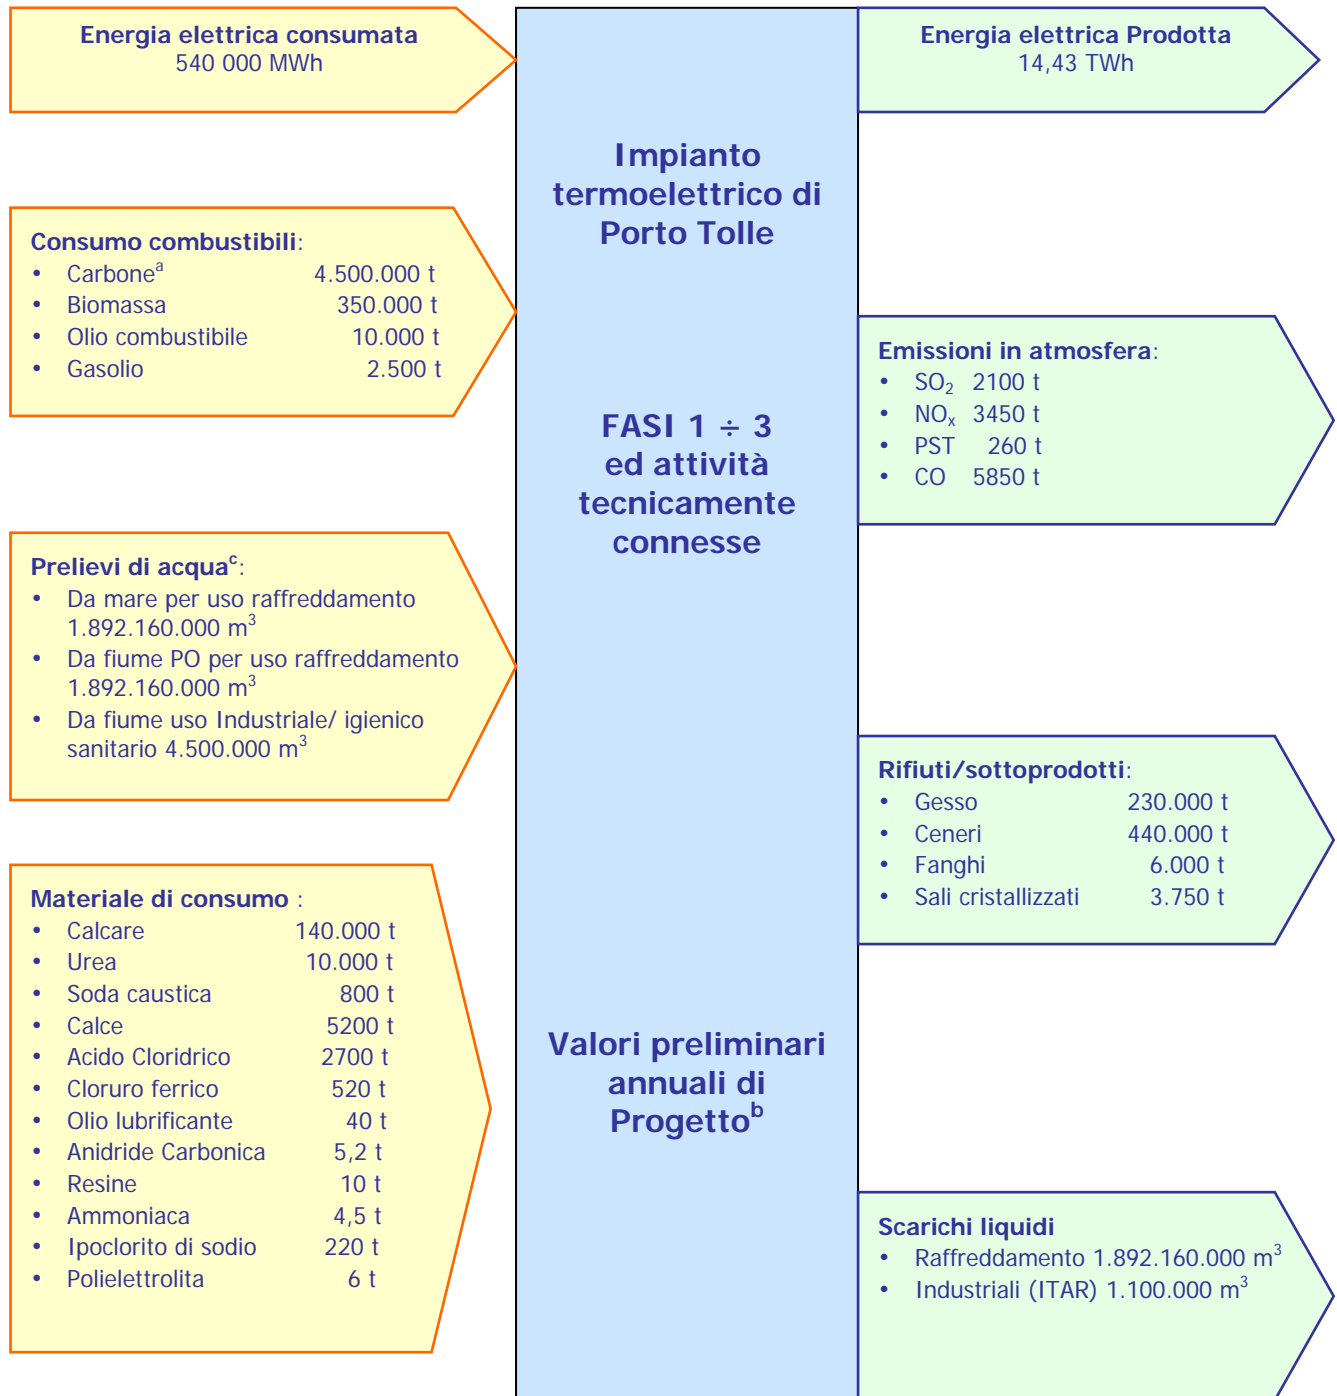 Energia elettrica consumata
540 000 MWh
Consumo combustibili:
• Carboneᵃ 4.500.000 t
• Biomassa 350.000 t
• Olio combustibile 10.000 t
• Gasolio 2.500 t
Prelievi di acquaᶜ:
• Da mare per uso raffreddamento
1.892.160.000 m³
• Da fiume PO per uso raffreddamento
1.892.160.000 m³
• Da fiume uso Industriale/ igienico
sanitario 4.500.000 m³
Materiale di consumo :
• Calcare 140.000 t
• Urea 10.000 t
• Soda caustica 800 t
• Calce 5200 t
• Acido Cloridrico 2700 t
• Cloruro ferrico 520 t
• Olio lubrificante 40 t
• Anidride Carbonica 5,2 t
• Resine 10 t
• Ammoniaca 4,5 t
• Ipoclorito di sodio 220 t
• Polielettrolita 6 t
Impianto
termoelettrico di
Porto Tolle
FASI 1 ÷ 3
ed attività
tecnicamente
connesse
Valori preliminari
annuali di
Progettoᵇ
Energia elettrica Prodotta
14,43 TWh
Emissioni in atmosfera:
• SO₂ 2100 t
• NOₓ 3450 t
• PST 260 t
• CO 5850 t
Rifiuti/sottoprodotti:
• Gesso 230.000 t
• Ceneri 440.000 t
• Fanghi 6.000 t
• Sali cristallizzati 3.750 t
Scarichi liquidi
• Raffreddamento 1.892.160.000 m³
• Industriali (ITAR) 1.100.000 m³